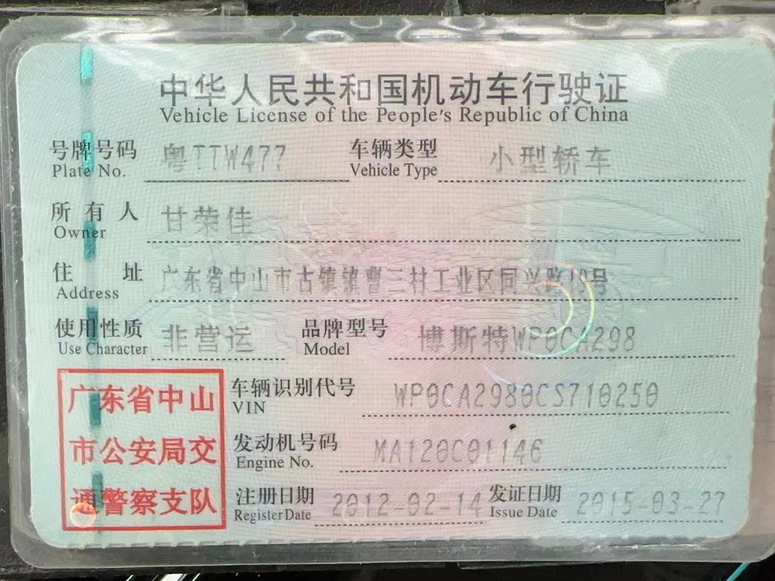 中华人民共和国机动车行驶证
Vehicle License of the People's Republic of China
号牌号码 粤TTW477 车辆类型 小型轿车
Plate No. Vehicle Type
所有人 甘荣佳
Owner
住址 广东省中山市古镇镇曹三村工业区同兴路19号
Address
使用性质 非营运 品牌型号 博斯特WP0CA298
Use Character Model
广东省中山
市公安局交
通警察支队
车辆识别代号 WP0CA2980CS710250
VIN
发动机号码 MA120C01146
Engine No.
注册日期 2012-02-14 发证日期 2015-03-27
Register Date Issue Date